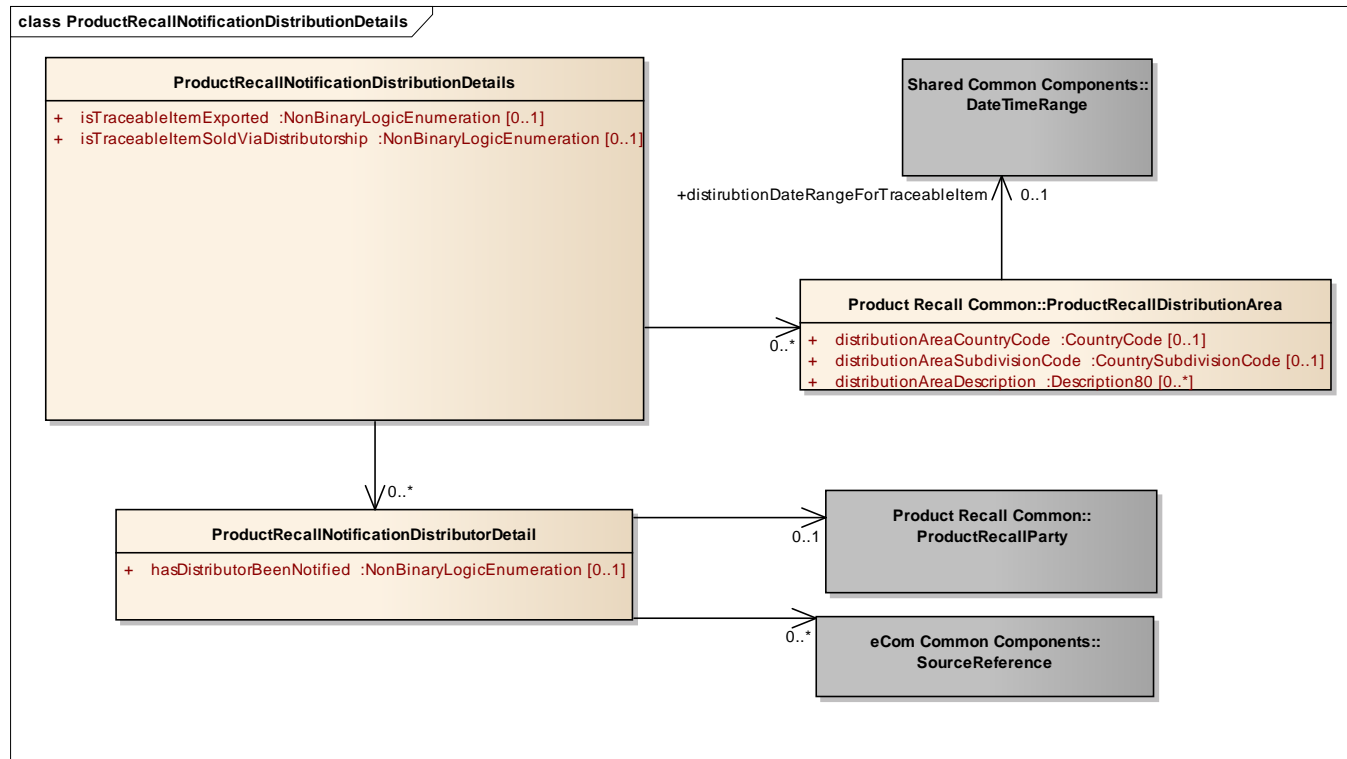 class ProductRecallNotificationDistributionDetails
ProductRecallNotificationDistributionDetails
+ isTraceableItemExported :NonBinaryLogicEnumeration [0..1]
+ isTraceableItemSoldViaDistributorship :NonBinaryLogicEnumeration [0..1]
Shared Common Components::
DateTimeRange
+distirubtionDateRangeForTraceableItem
0..1
0..*
Product Recall Common::ProductRecallDistributionArea
+ distributionAreaCountryCode :CountryCode [0..1]
+ distributionAreaSubdivisionCode :CountrySubdivisionCode [0..1]
+ distributionAreaDescription :Description80 [0..*]
0..*
ProductRecallNotificationDistributorDetail
+ hasDistributorBeenNotified :NonBinaryLogicEnumeration [0..1]
0..1
Product Recall Common::
ProductRecallParty
0..*
eCom Common Components::
SourceReference